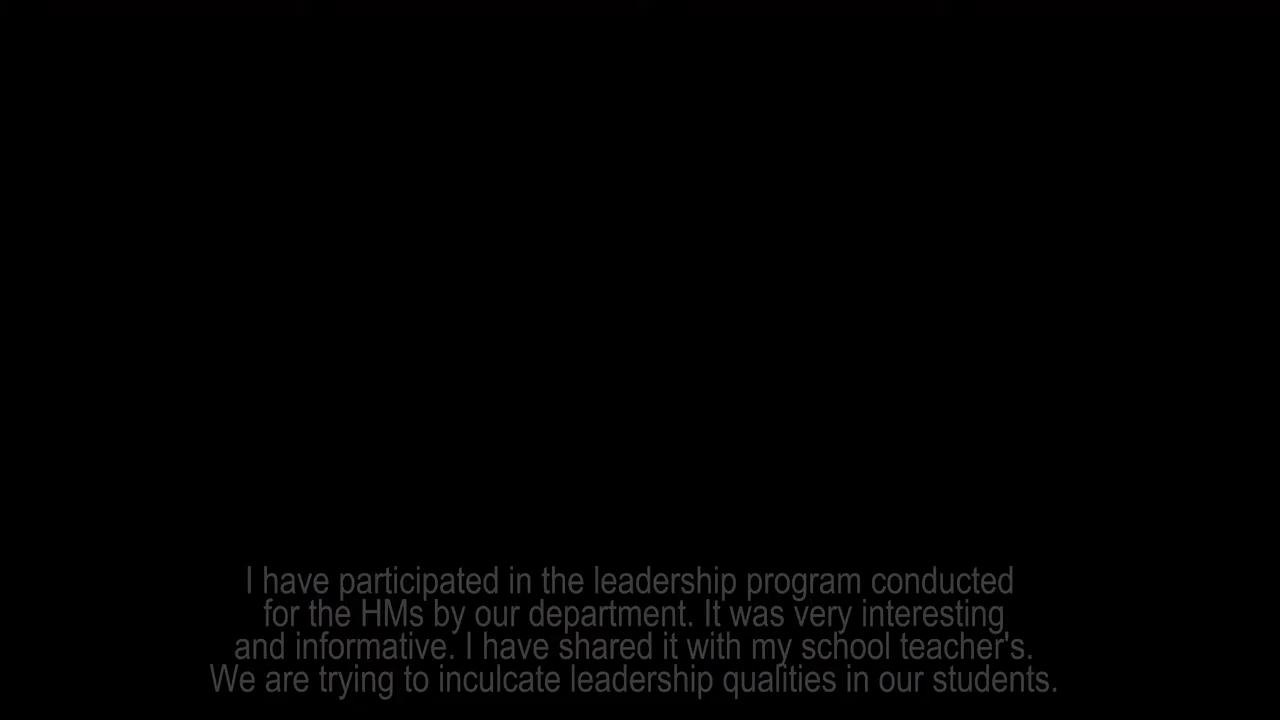 I have participated in the leadership program conducted
for the HMs by our department. It was very interesting
and informative. I have shared it with my school teacher's.
We are trying to inculcate leadership qualities in our students.